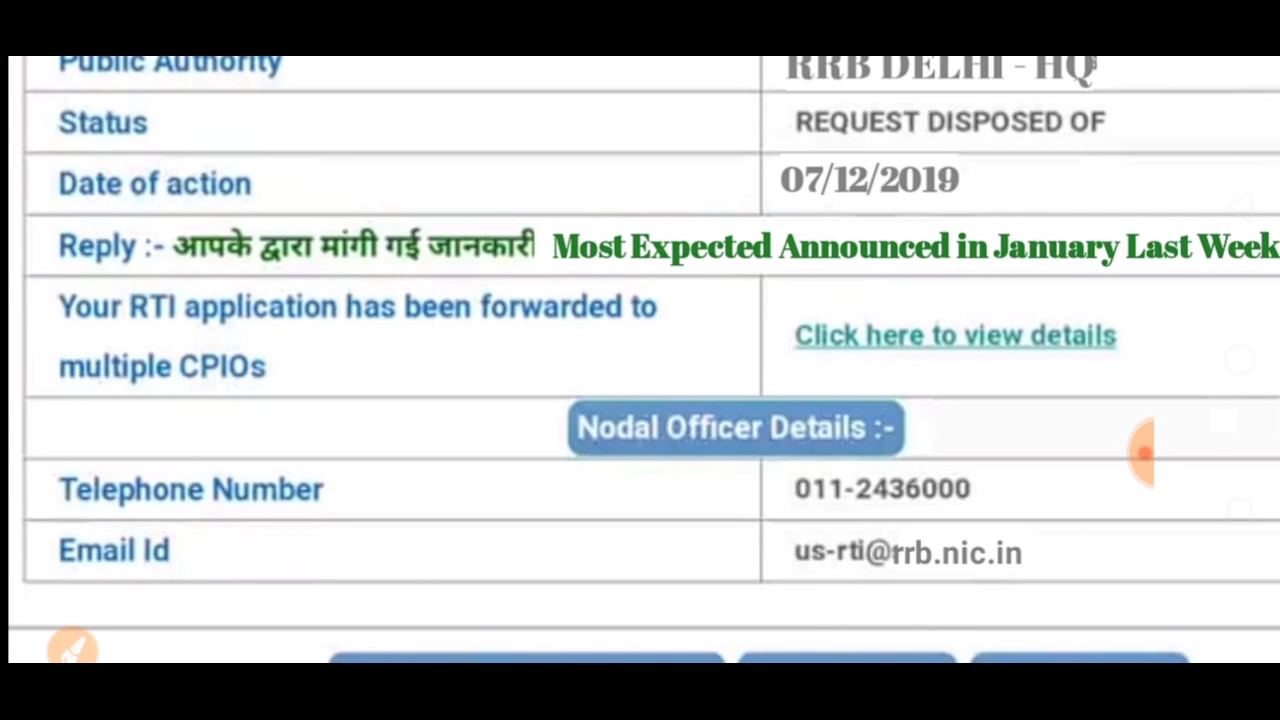 Public Authority RRB DELHI - HQ
Status REQUEST DISPOSED OF
Date of action 07/12/2019
Reply :- आपके द्वारा मांगी गई जानकारी Most Expected Announced in January Last Week
Your RTI application has been forwarded to
multiple CPIOs
Click here to view details
Nodal Officer Details :-
Telephone Number 011-2436000
Email Id us-rti@rrb.nic.in